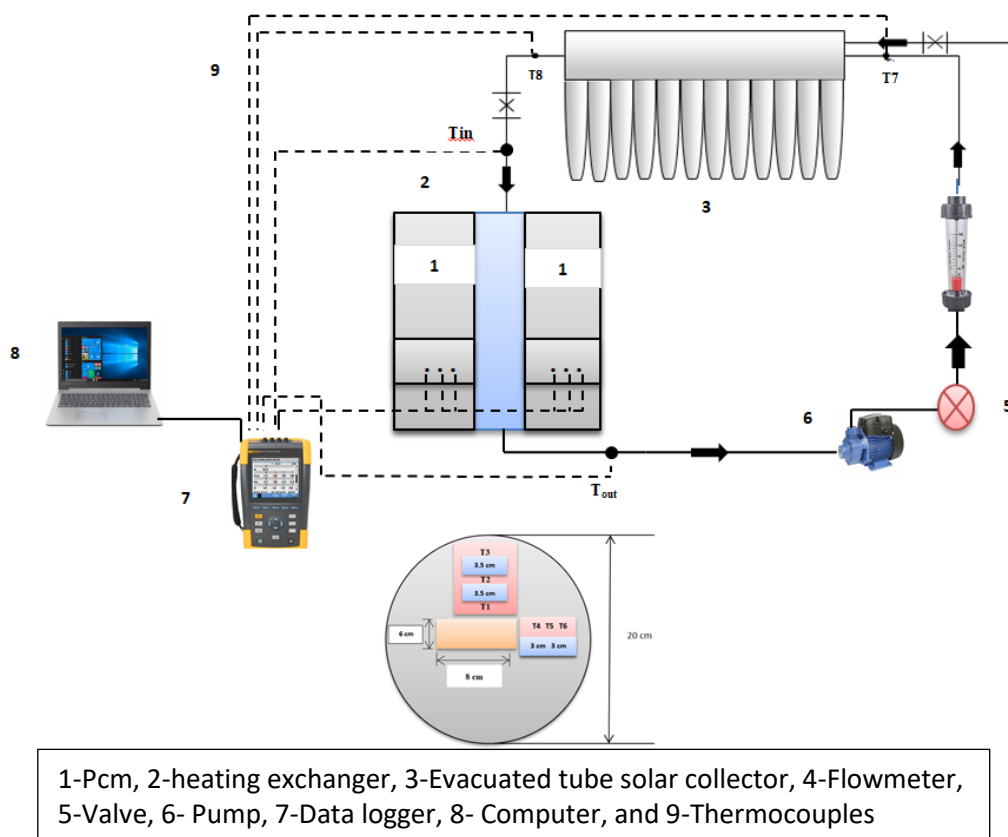 9
T8
T7
Tin
2
3
1
1
8
5
6
7
Tout
T3
3.5 cm
T2
3.5 cm
T1
6 cm
T4 T5 T6
3 cm 3 cm
20 cm
8 cm
1-Pcm, 2-heating exchanger, 3-Evacuated tube solar collector, 4-Flowmeter,
5-Valve, 6- Pump, 7-Data logger, 8- Computer, and 9-Thermocouples